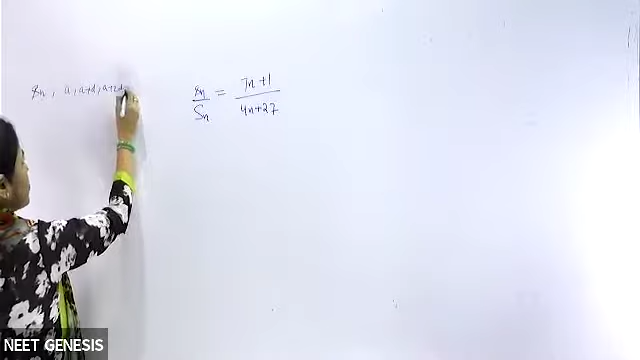 Sn , a, a+d, a+2d
Sn/Sn = 7n+1/4n+27
NEET GENESIS